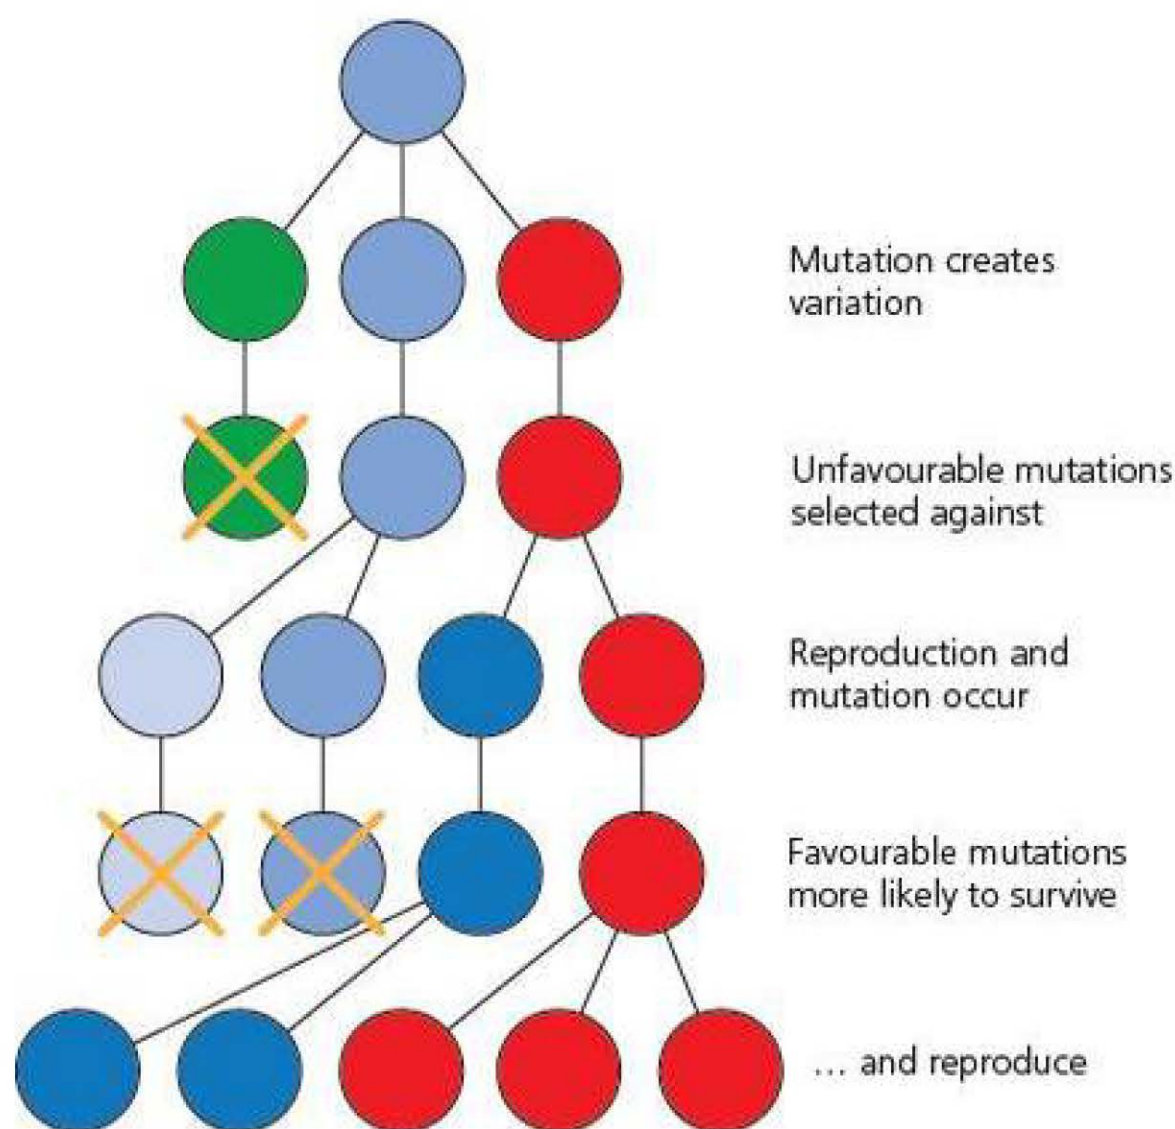 Mutation creates
variation
Unfavourable mutations
selected against
Reproduction and
mutation occur
Favourable mutations
more likely to survive
... and reproduce